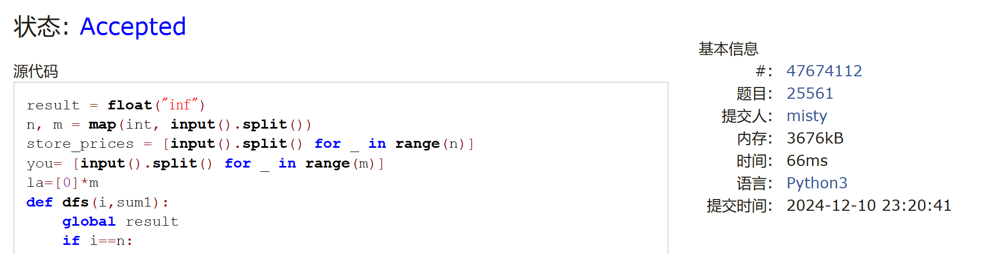 状态: Accepted
源代码
result = float("inf")
n, m = map(int, input().split())
store_prices = [input().split() for _ in range(n)]
you= [input().split() for _ in range(m)]
la=[0]*m
def dfs(i,sum1):
    global result
    if i==n:
基本信息
#: 47674112
题目: 25561
提交人: misty
内存: 3676kB
时间: 66ms
语言: Python3
提交时间: 2024-12-10 23:20:41